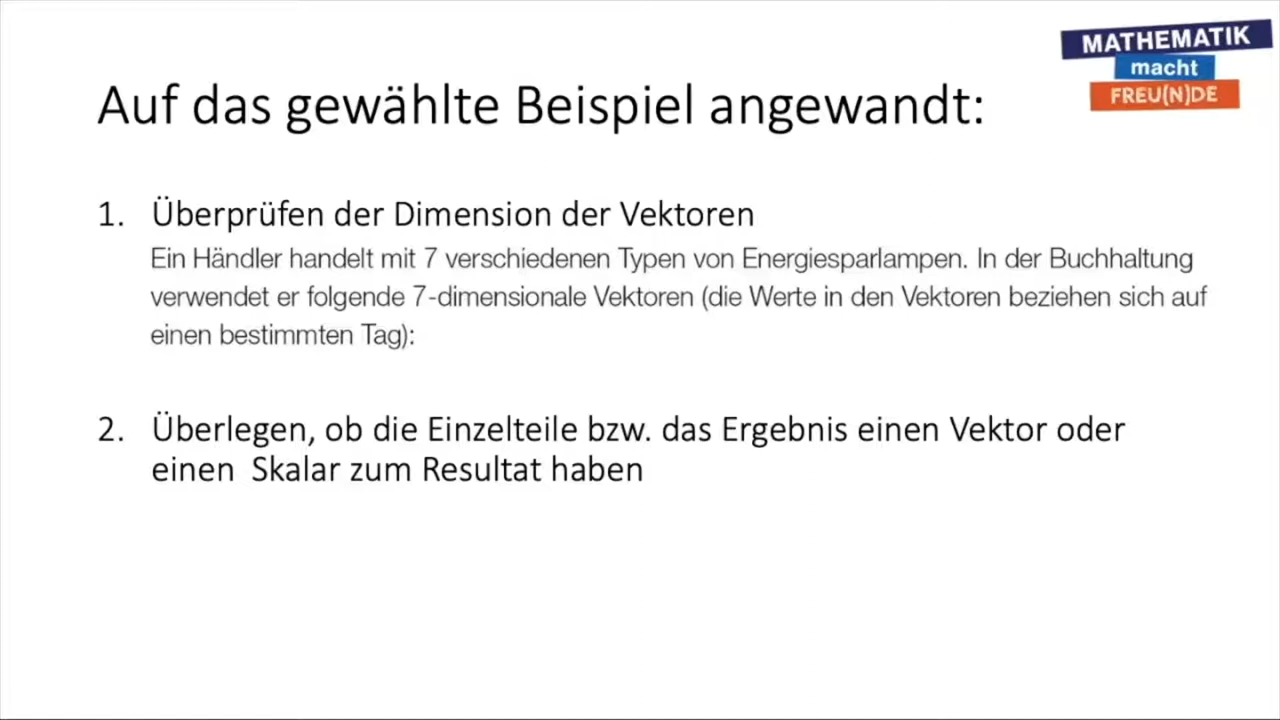 MATHEMATIK
macht
FREU(N)DE
Auf das gewählte Beispiel angewandt:
1. Überprüfen der Dimension der Vektoren
Ein Händler handelt mit 7 verschiedenen Typen von Energiesparlampen. In der Buchhaltung
verwendet er folgende 7-dimensionale Vektoren (die Werte in den Vektoren beziehen sich auf
einen bestimmten Tag):
2. Überlegen, ob die Einzelteile bzw. das Ergebnis einen Vektor oder
einen Skalar zum Resultat haben